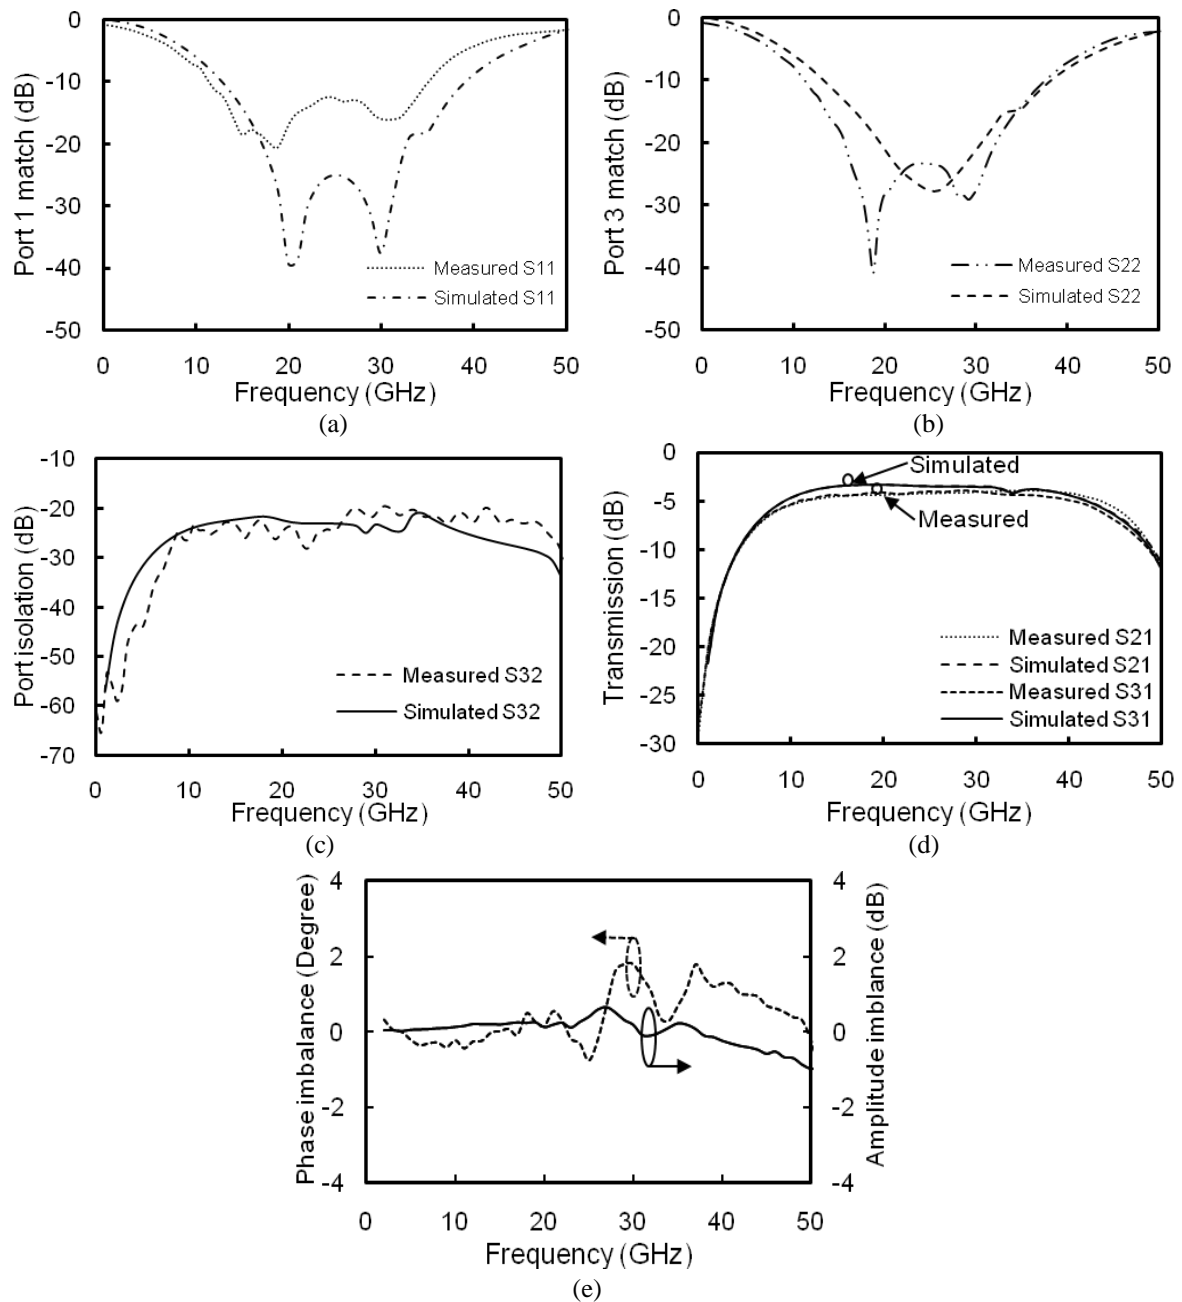 0
-10
-20
-30
-40
-50
Port 1 match (dB)
Measured S11
Simulated S11
0 10 20 30 40 50
Frequency (GHz)
(a)
0
-10
-20
-30
-40
-50
Port 3 match (dB)
Measured S22
Simulated S22
0 10 20 30 40 50
Frequency (GHz)
(b)
-10
-20
-30
-40
-50
-60
-70
Port isolation (dB)
Measured S32
Simulated S32
0 10 20 30 40 50
Frequency (GHz)
(c)
0
-5
-10
-15
-20
-25
-30
Transmission (dB)
Simulated
Measured
Measured S21
Simulated S21
Measured S31
Simulated S31
0 10 20 30 40 50
Frequency (GHz)
(d)
4
2
0
-2
-4
Phase imbalance (Degree)
4
2
0
-2
-4
Amplitude imblance (dB)
0 10 20 30 40 50
Frequency (GHz)
(e)